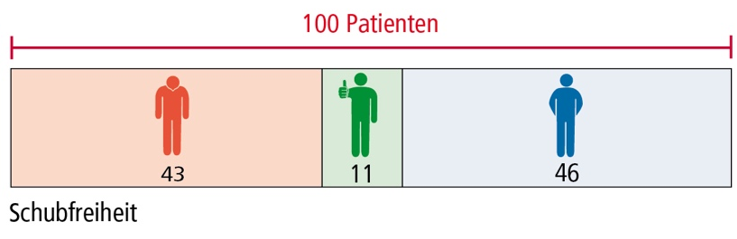 100 Patienten
43 11 46
Schubfreiheit